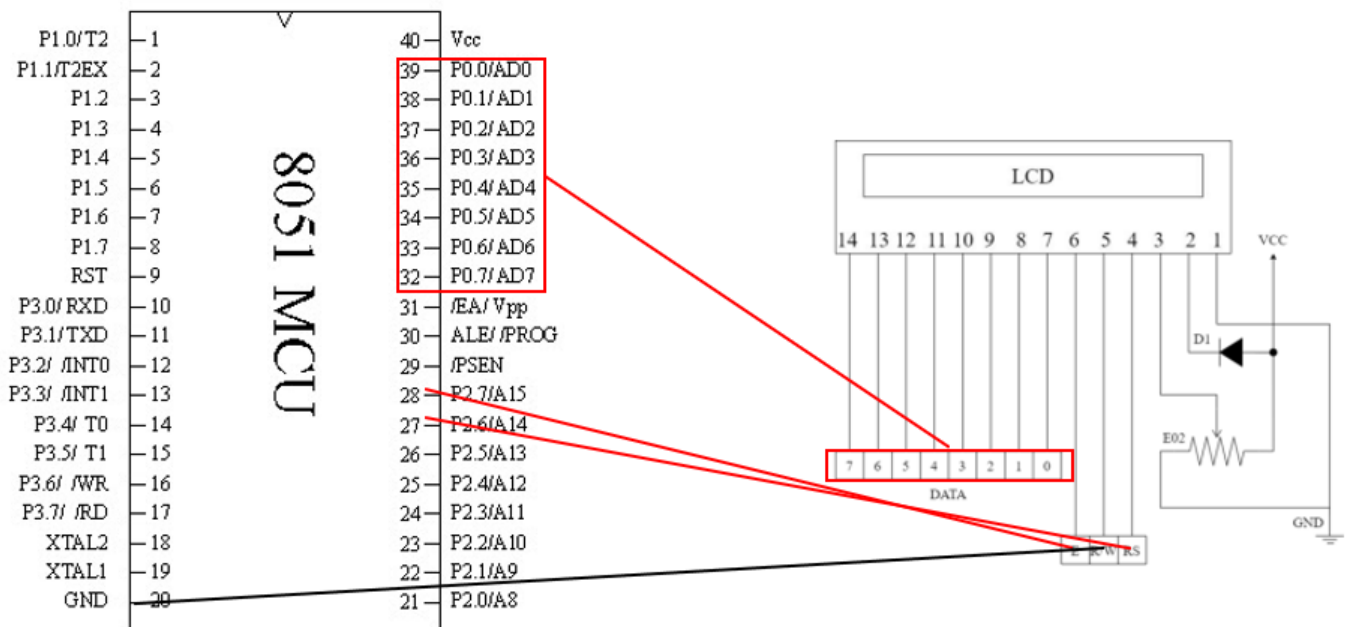 P1.0/T2 1
P1.1/T2EX 2
P1.2 3
P1.3 4
P1.4 5
P1.5 6
P1.6 7
P1.7 8
RST 9
P3.0/ RXD 10
P3.1/TXD 11
P3.2/ /INT0 12
P3.3/ /INT1 13
P3.4/ T0 14
P3.5/ T1 15
P3.6/ /WR 16
P3.7/ /RD 17
XTAL2 18
XTAL1 19
GND 20
8051 MCU
40 Vcc
39 P0.0/AD0
38 P0.1/ AD1
37 P0.2/ AD2
36 P0.3/ AD3
35 P0.4/ AD4
34 P0.5/ AD5
33 P0.6/ AD6
32 P0.7/ AD7
31 /EA/ Vpp
30 ALE/ /PROG
29 /PSEN
28 P2.7/A15
27 P2.6/A14
26 P2.5/A13
25 P2.4/A12
24 P2.3/A11
23 P2.2/A10
22 P2.1/A9
21 P2.0/A8
LCD
14 13 12 11 10 9 8 7 6 5 4 3 2 1
VCC
D1
E02
7 6 5 4 3 2 1 0
DATA
GND
E R W RS